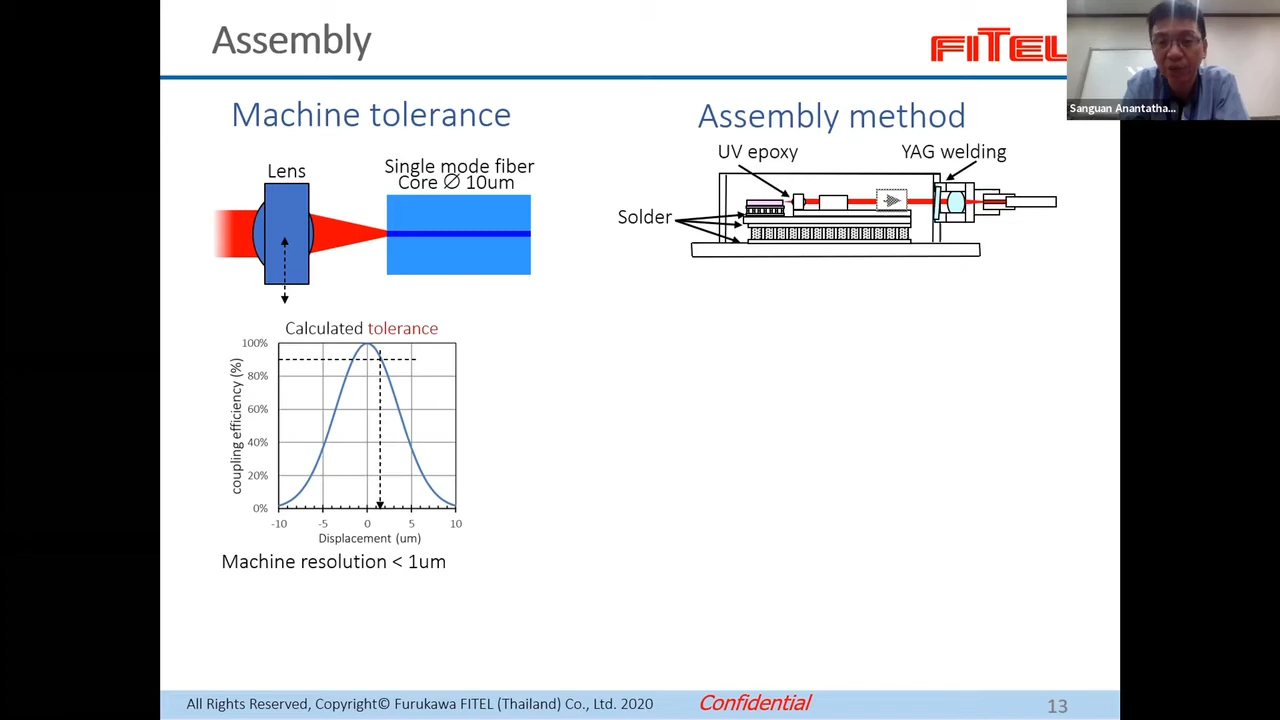 Assembly
FITEL
Sanguan Anantatha...
Machine tolerance
Assembly method
Lens
Single mode fiber
Core ∅ 10um
UV epoxy
YAG welding
Solder
Calculated tolerance
coupling efficiency (%)
100%
80%
60%
40%
20%
0%
-10 -5 0 5 10
Displacement (um)
Machine resolution < 1um
All Rights Reserved, Copyright© Furukawa FITEL (Thailand) Co., Ltd. 2020
Confidential
13